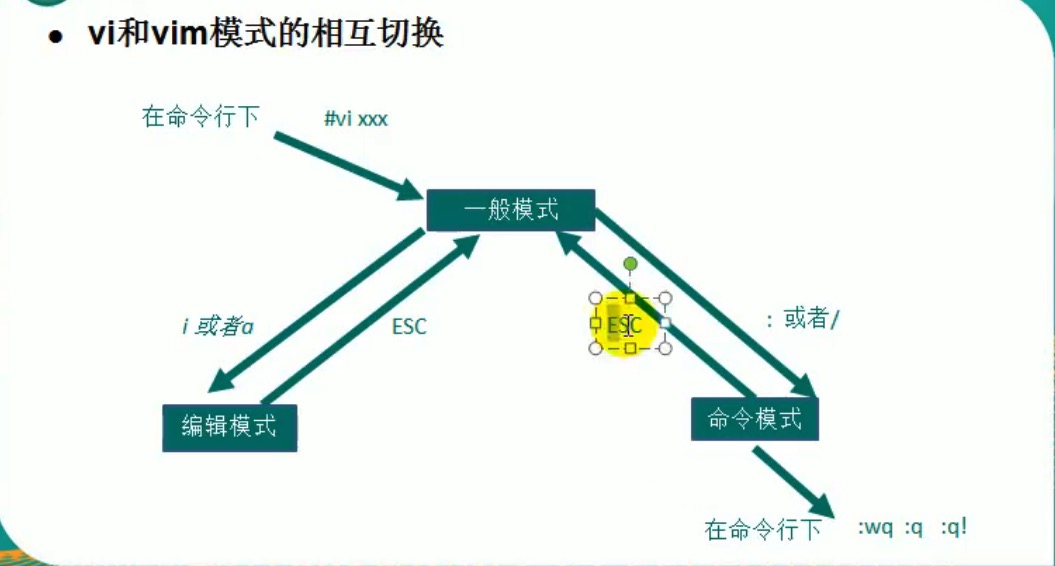 ● vi和vim模式的相互切换
在命令行下 #vi xxx
一般模式
i 或者a
ESC
ESC
: 或者/
编辑模式
命令模式
在命令行下 :wq :q :q!